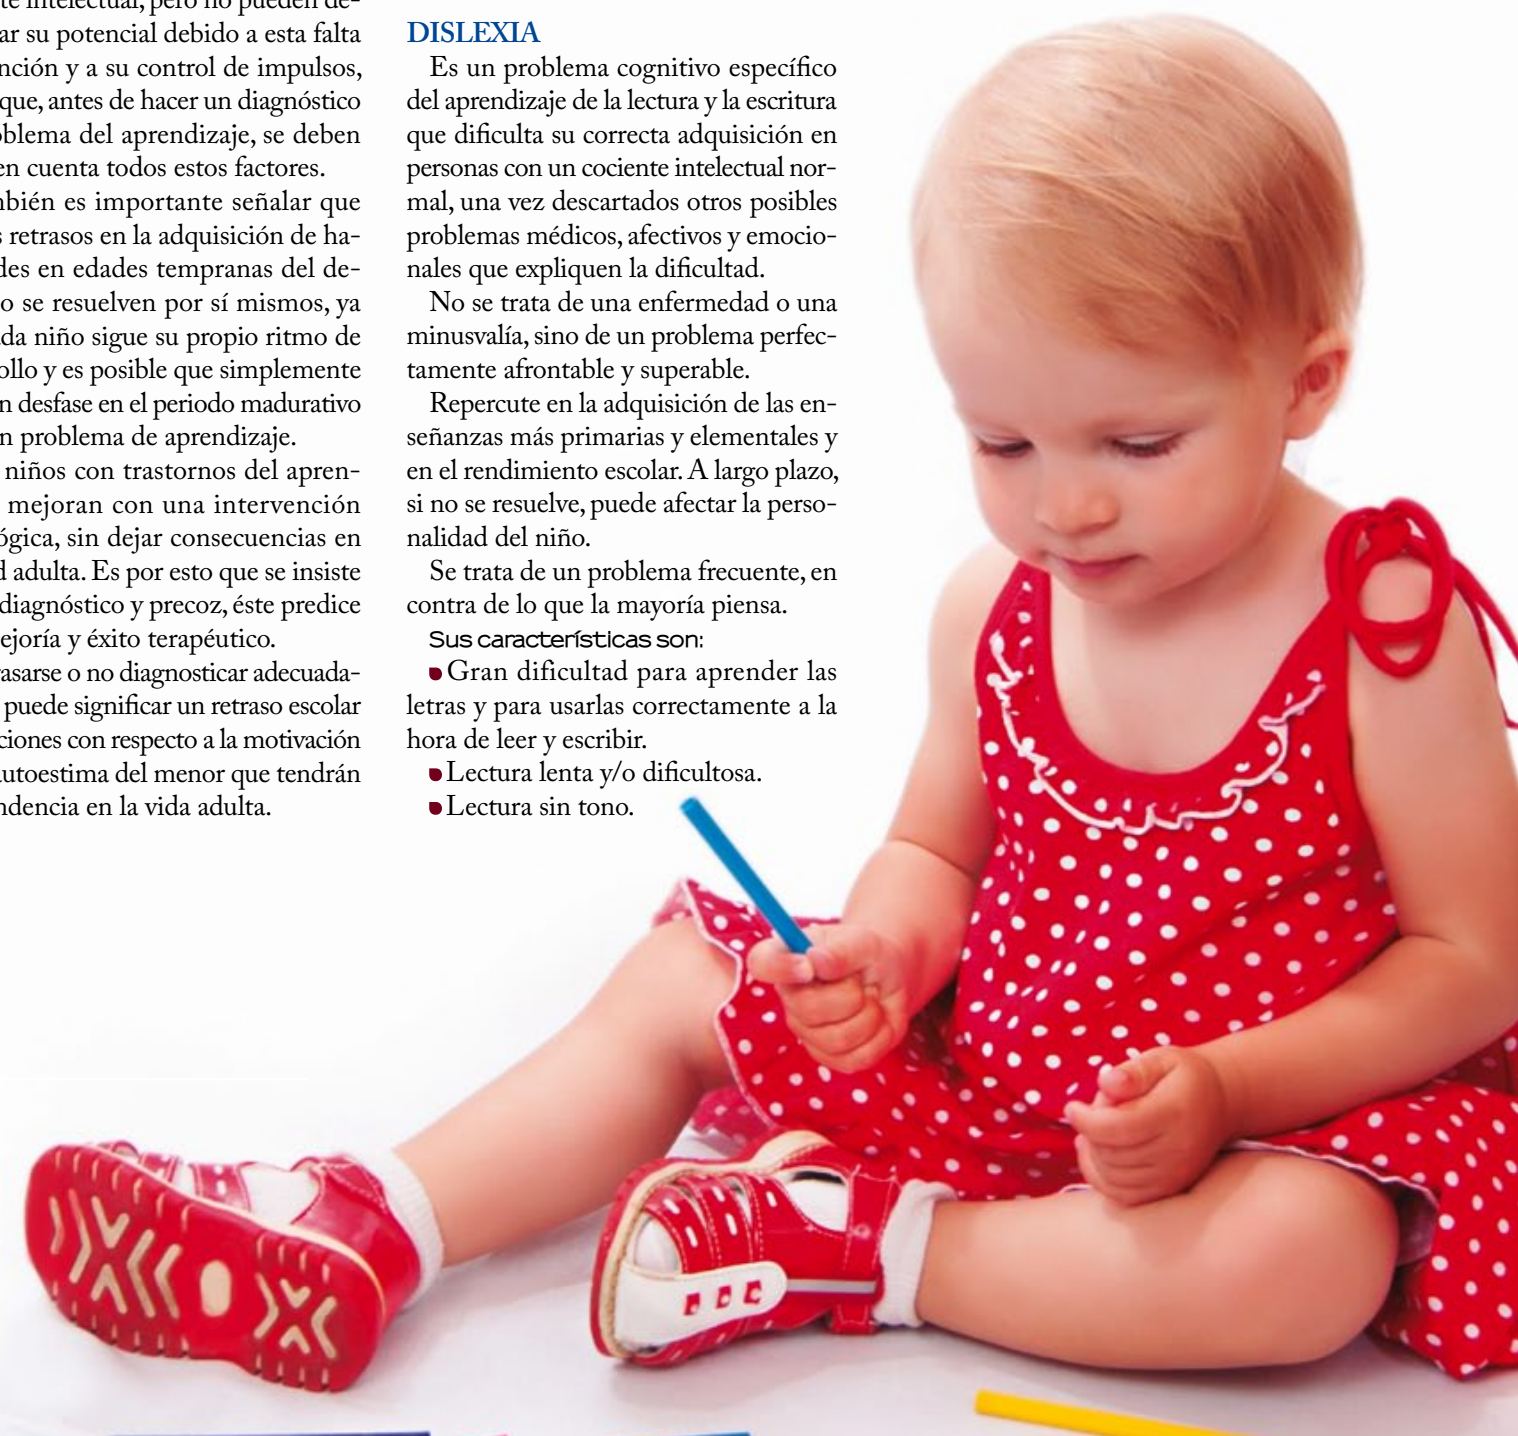 te intelectual, pero no pueden de-
ar su potencial debido a esta falta
nción y a su control de impulsos,
que, antes de hacer un diagnóstico
blema del aprendizaje, se deben
en cuenta todos estos factores.
bién es importante señalar que
s retrasos en la adquisición de ha-
des en edades tempranas del de-
o se resuelven por sí mismos, ya
da niño sigue su propio ritmo de
ollo y es posible que simplemente
n desfase en el periodo madurativo
n problema de aprendizaje.
niños con trastornos del apren-
mejoran con una intervención
ógica, sin dejar consecuencias en
d adulta. Es por esto que se insiste
diagnóstico y precoz, éste predice
ejoría y éxito terapéutico.
rasarse o no diagnosticar adecuada-
puede significar un retraso escolar
ciones con respecto a la motivación
autoestima del menor que tendrán
ndencia en la vida adulta.
DISLEXIA
Es un problema cognitivo específico
del aprendizaje de la lectura y la escritura
que dificulta su correcta adquisición en
personas con un cociente intelectual nor-
mal, una vez descartados otros posibles
problemas médicos, afectivos y emocio-
nales que expliquen la dificultad.
No se trata de una enfermedad o una
minusvalía, sino de un problema perfec-
tamente afrontable y superable.
Repercute en la adquisición de las en-
señanzas más primarias y elementales y
en el rendimiento escolar. A largo plazo,
si no se resuelve, puede afectar la perso-
nalidad del niño.
Se trata de un problema frecuente, en
contra de lo que la mayoría piensa.
Sus características son:
Gran dificultad para aprender las
letras y para usarlas correctamente a la
hora de leer y escribir.
Lectura lenta y/o dificultosa.
Lectura sin tono.